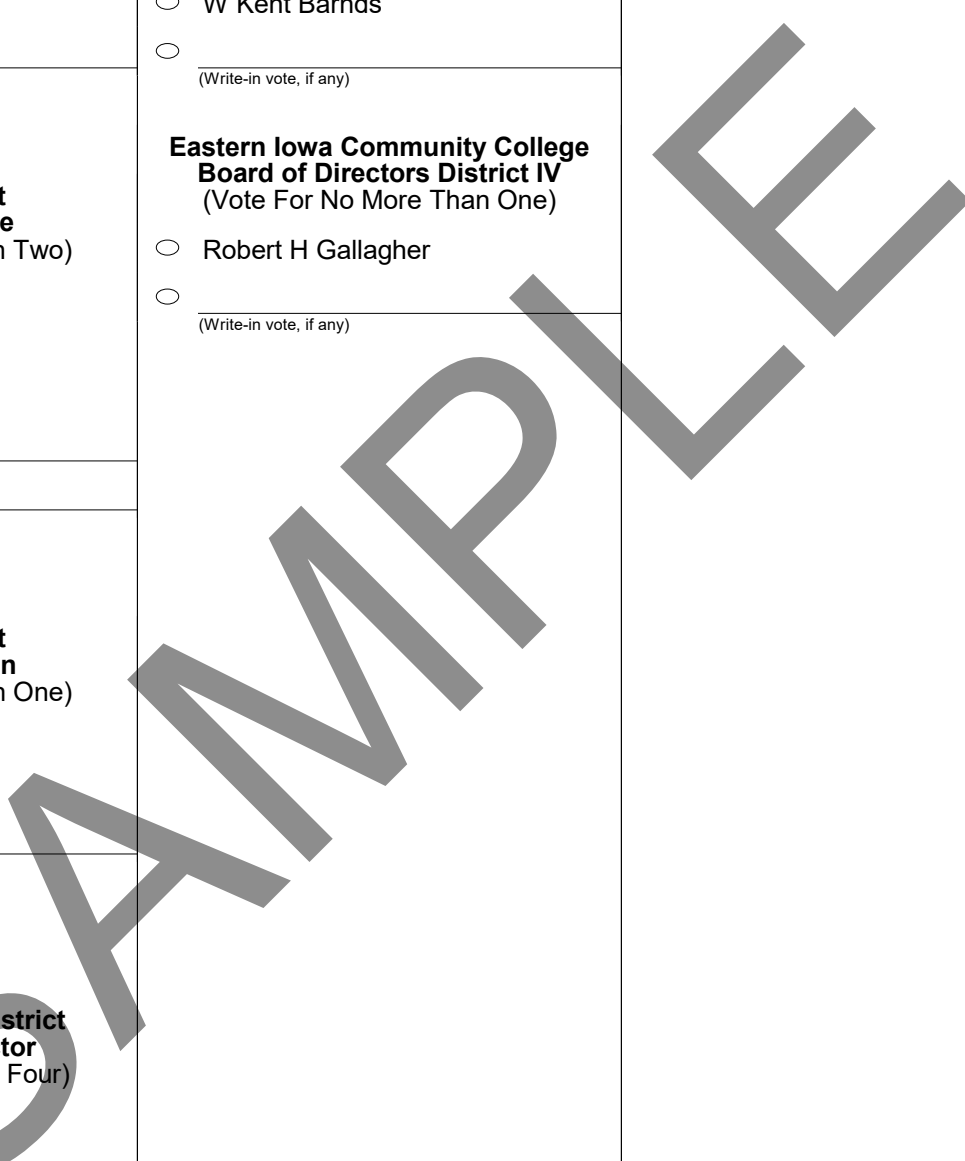 t
e
n Two)
t
n
n One)
strict
tor
Four)
W Kent Barnds
(Write-in vote, if any)
Eastern Iowa Community College
Board of Directors District IV
(Vote For No More Than One)
Robert H Gallagher
(Write-in vote, if any)
SAMPLE